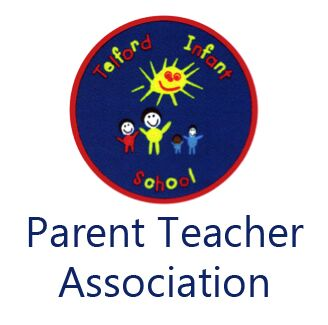 Telford Infant
School
Parent Teacher
Association